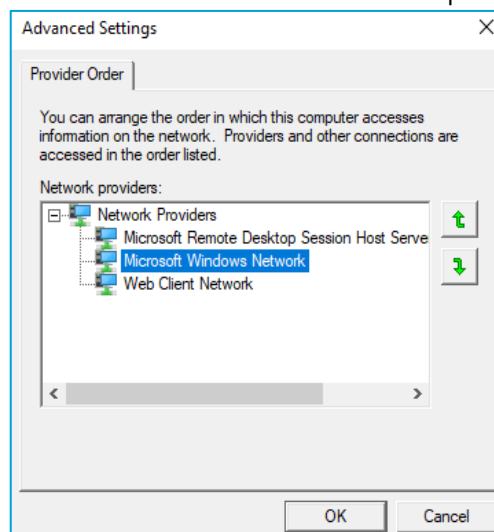 Advanced Settings
Provider Order
You can arrange the order in which this computer accesses
information on the network. Providers and other connections are
accessed in the order listed.
Network providers:
Network Providers
Microsoft Remote Desktop Session Host Serve
Microsoft Windows Network
Web Client Network
OK Cancel